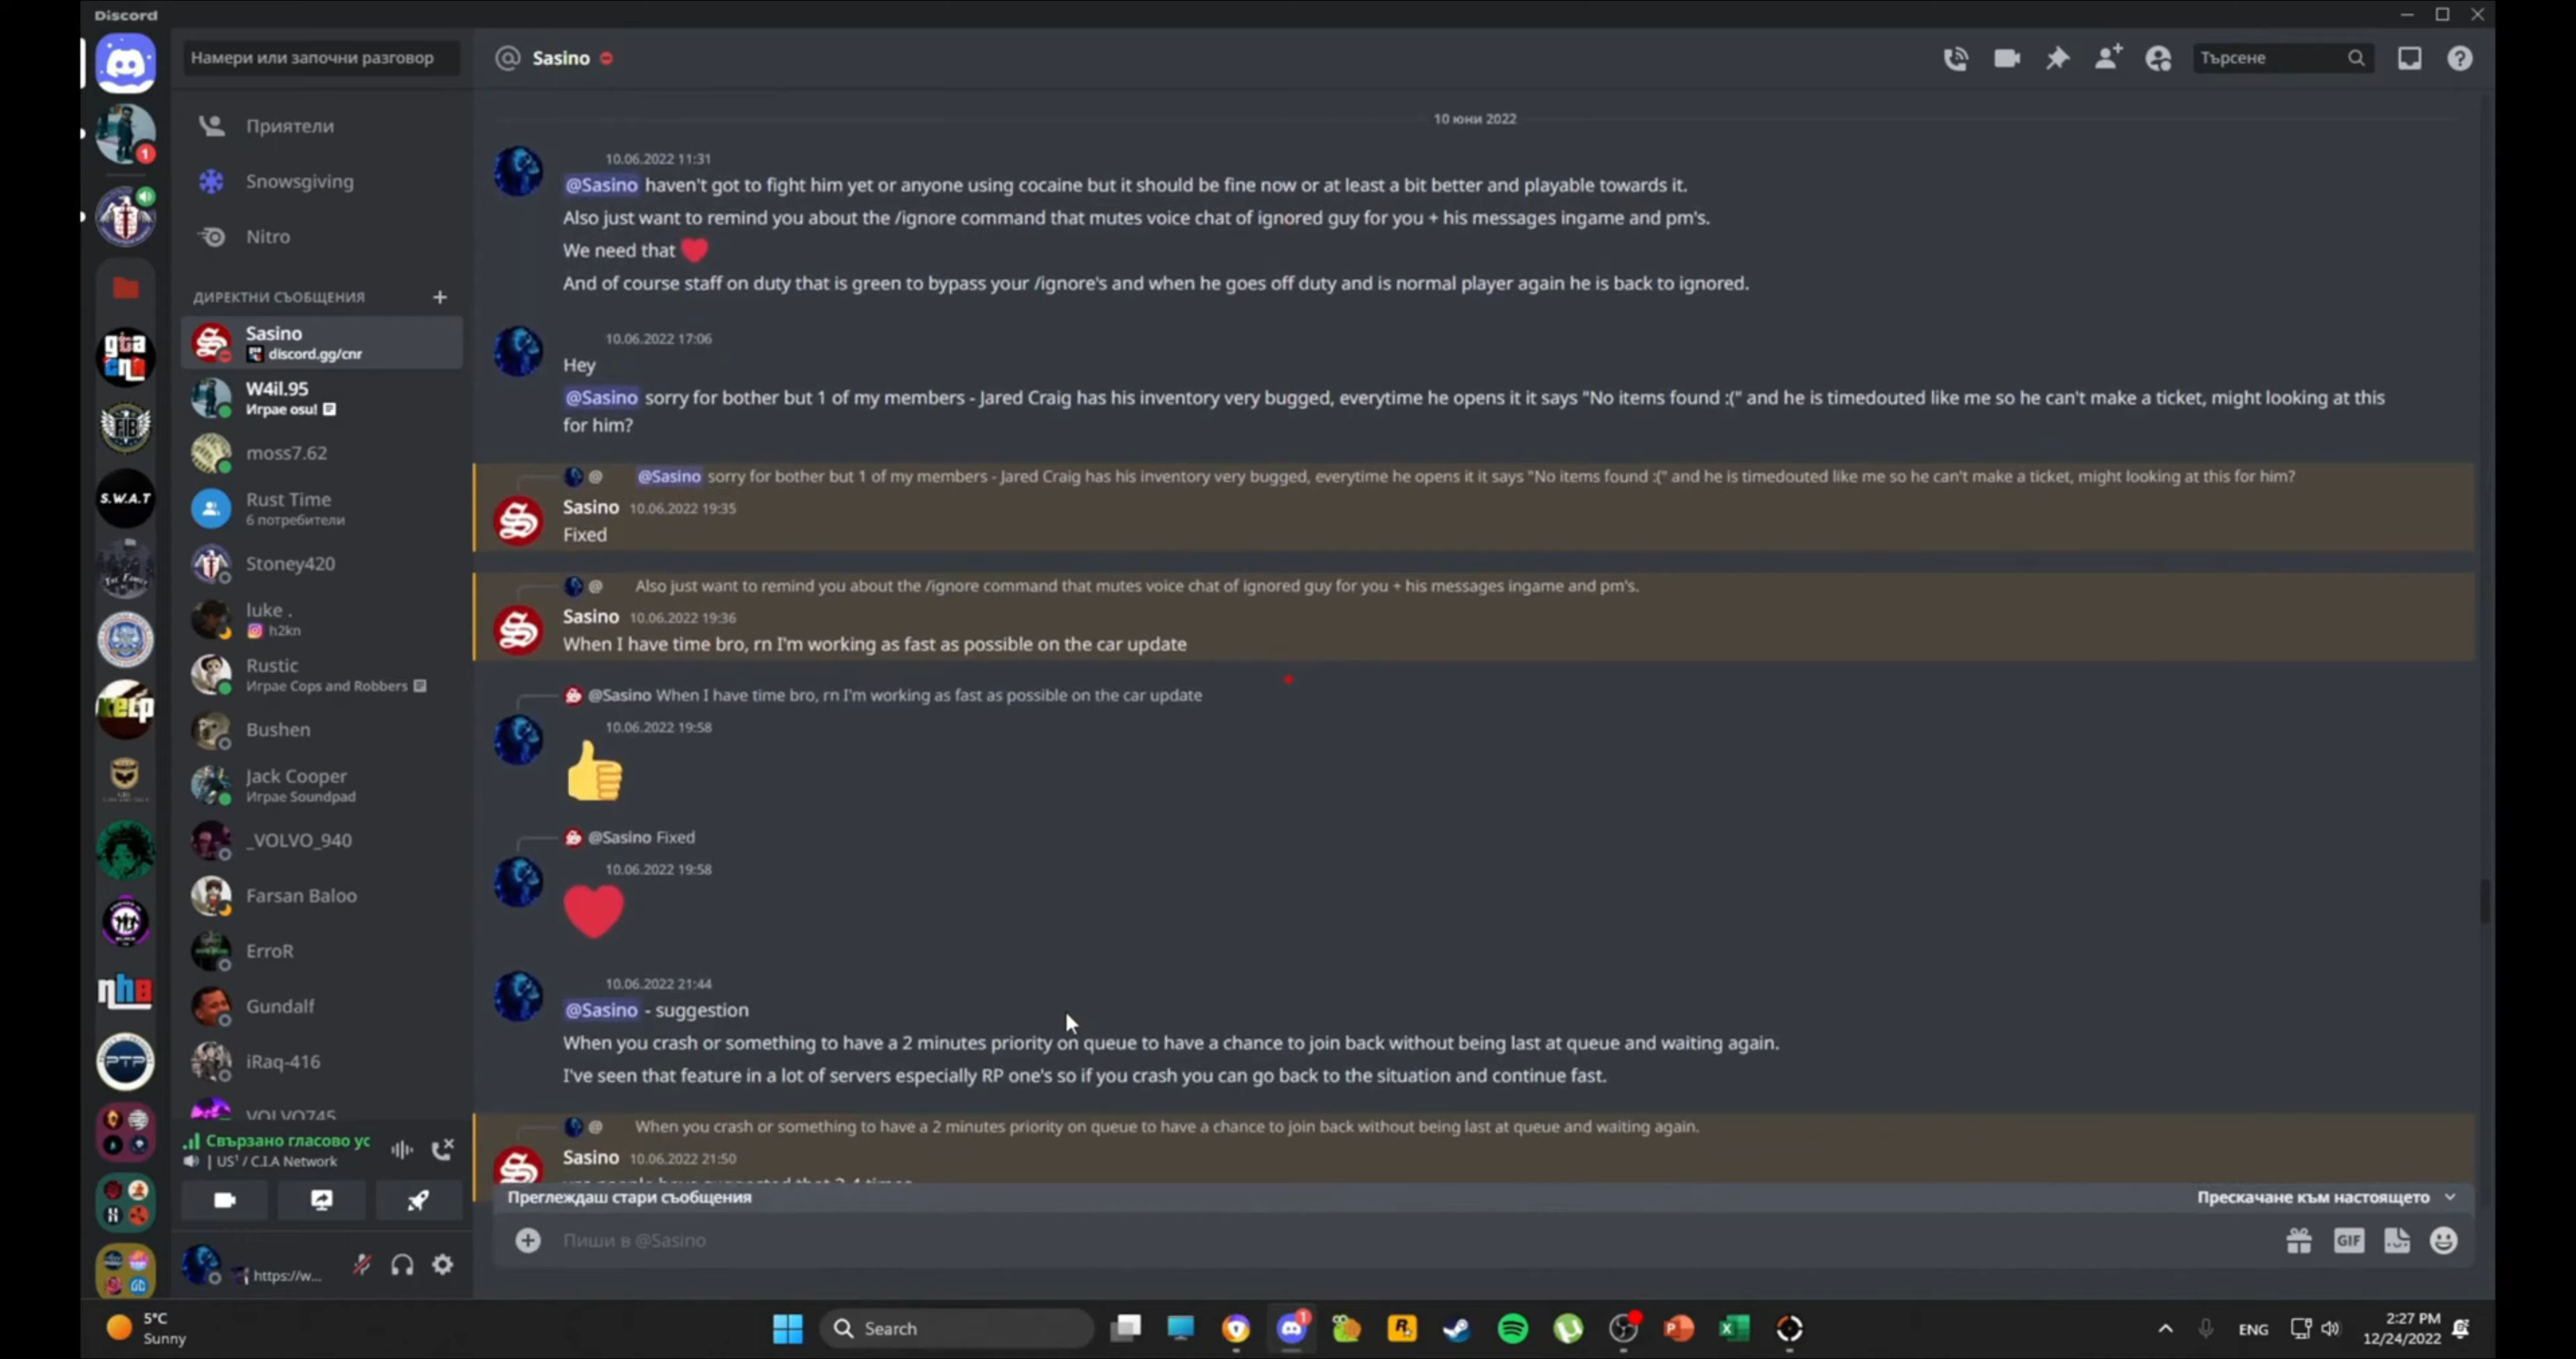 Discord
Намери или започни разговор
Приятели
Snowsgiving
Nitro
ДИРЕКТНИ СЪОБЩЕНИЯ
Sasino
discord.gg/cnr
W4il.95
Играе osu!
moss7.62
Rust Time
6 потребители
Stoney420
luke .
h2kn
Rustic
Играе Cops and Robbers
Bushen
Jack Cooper
Играе Soundpad
_VOLVO_940
Farsan Baloo
ErroR
Gundalf
iRaq-416
VOLVO745
Свързано гласово ус
| US¹ / C.I.A Network
https://w...
1
gta
cnr
FIB
S.W.A.T
THE FAMILY
KELP
nhb
PTP
GC
Sasino
Търсене
10 юни 2022
10.06.2022 11:31
@Sasino haven't got to fight him yet or anyone using cocaine but it should be fine now or at least a bit better and playable towards it.
Also just want to remind you about the /ignore command that mutes voice chat of ignored guy for you + his messages ingame and pm's.
We need that
And of course staff on duty that is green to bypass your /ignore's and when he goes off duty and is normal player again he is back to ignored.
10.06.2022 17:06
Hey
@Sasino sorry for bother but 1 of my members - Jared Craig has his inventory very bugged, everytime he opens it it says "No items found :(" and he is timedouted like me so he can't make a ticket, might looking at this
for him?
@ @Sasino sorry for bother but 1 of my members - Jared Craig has his inventory very bugged, everytime he opens it it says "No items found :(" and he is timedouted like me so he can't make a ticket, might looking at this for him?
Sasino 10.06.2022 19:35
Fixed
@ Also just want to remind you about the /ignore command that mutes voice chat of ignored guy for you + his messages ingame and pm's.
Sasino 10.06.2022 19:36
When I have time bro, rn I'm working as fast as possible on the car update
@Sasino When I have time bro, rn I'm working as fast as possible on the car update
10.06.2022 19:58
@Sasino Fixed
10.06.2022 19:58
10.06.2022 21:44
@Sasino - suggestion
When you crash or something to have a 2 minutes priority on queue to have a chance to join back without being last at queue and waiting again.
I've seen that feature in a lot of servers especially RP one's so if you crash you can go back to the situation and continue fast.
@ When you crash or something to have a 2 minutes priority on queue to have a chance to join back without being last at queue and waiting again.
Sasino 10.06.2022 21:50
Преглеждаш стари съобщения
Прескачане към настоящето
Пиши в @Sasino
GIF
5°C
Sunny
Search
1
ENG
2:27 PM
12/24/2022